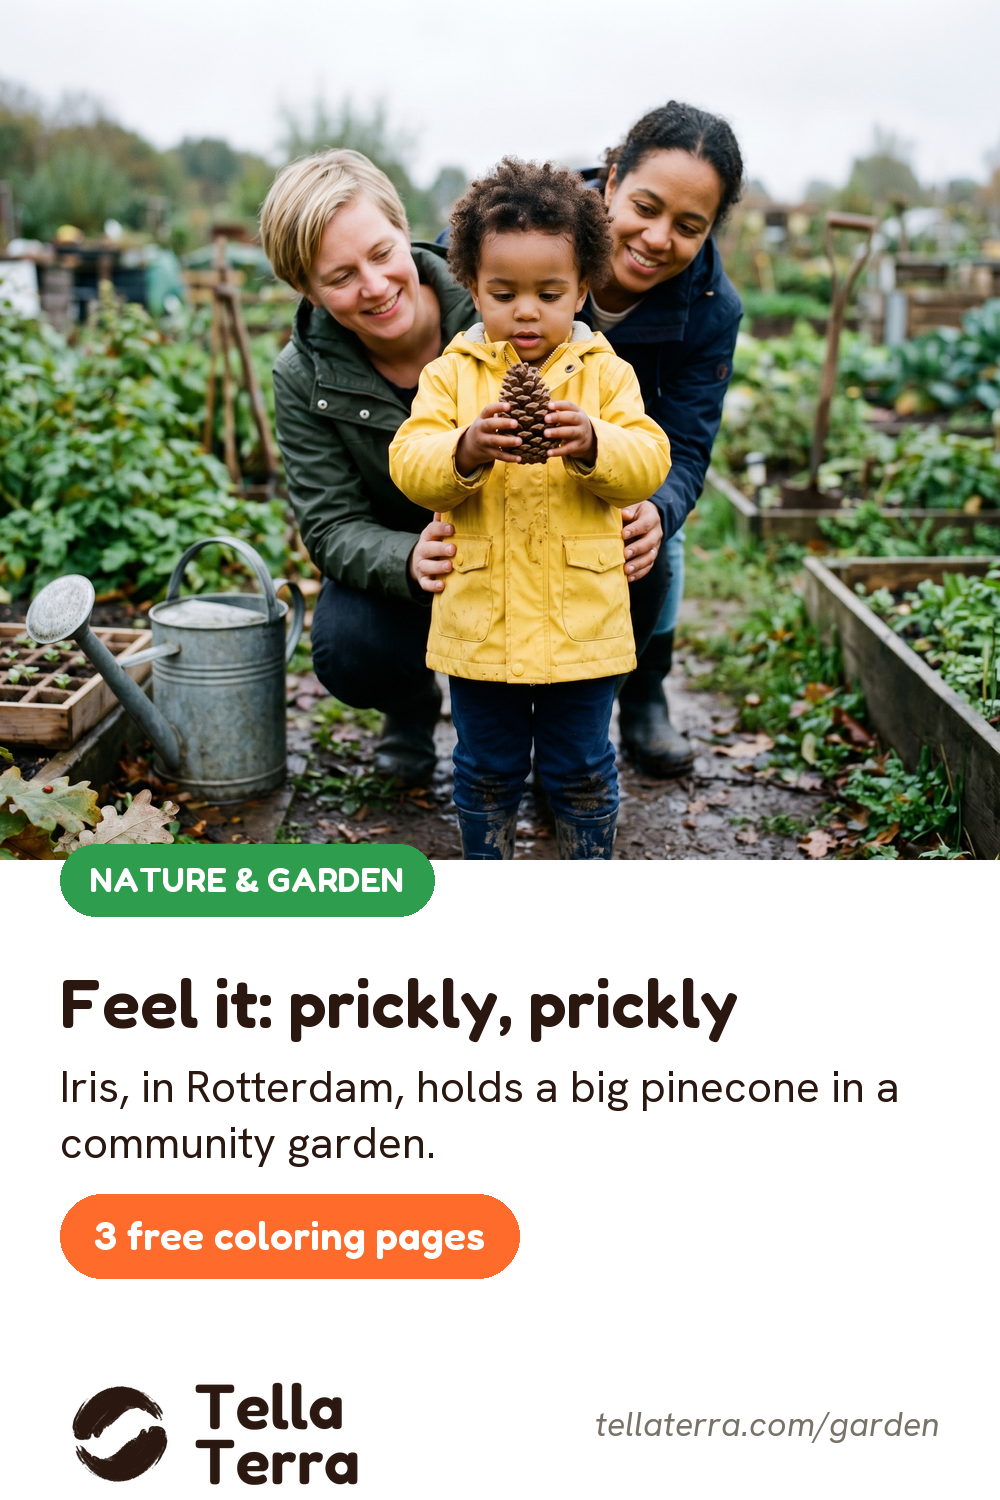 NATURE & GARDEN
Feel it: prickly, prickly
Iris, in Rotterdam, holds a big pinecone in a
community garden.
3 free coloring pages
Tella
Terra
tellaterra.com/garden